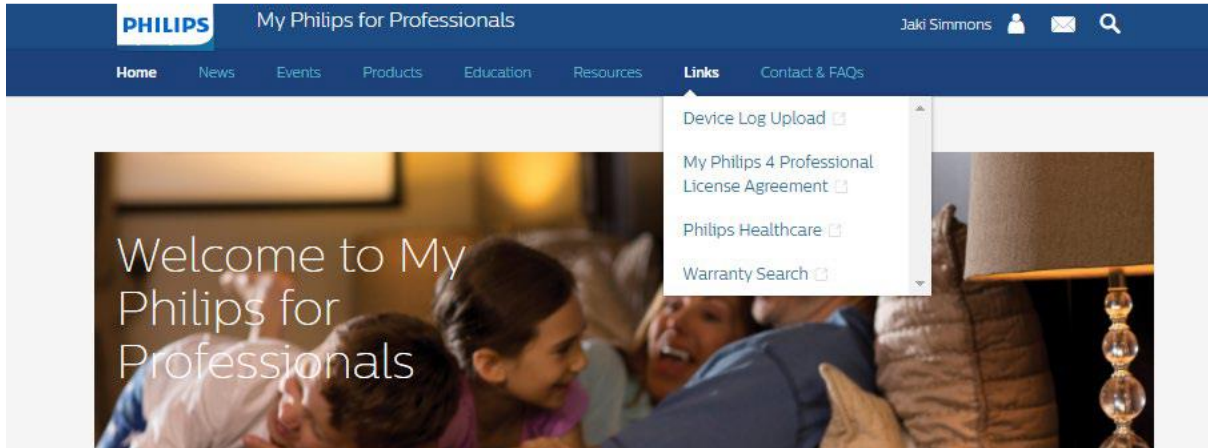 PHILIPS
My Philips for Professionals
Jaki Simmons
Home News Events Products Education Resources Links Contact & FAQs
Device Log Upload
My Philips 4 Professional
License Agreement
Philips Healthcare
Warranty Search
Welcome to My
Philips for
Professionals